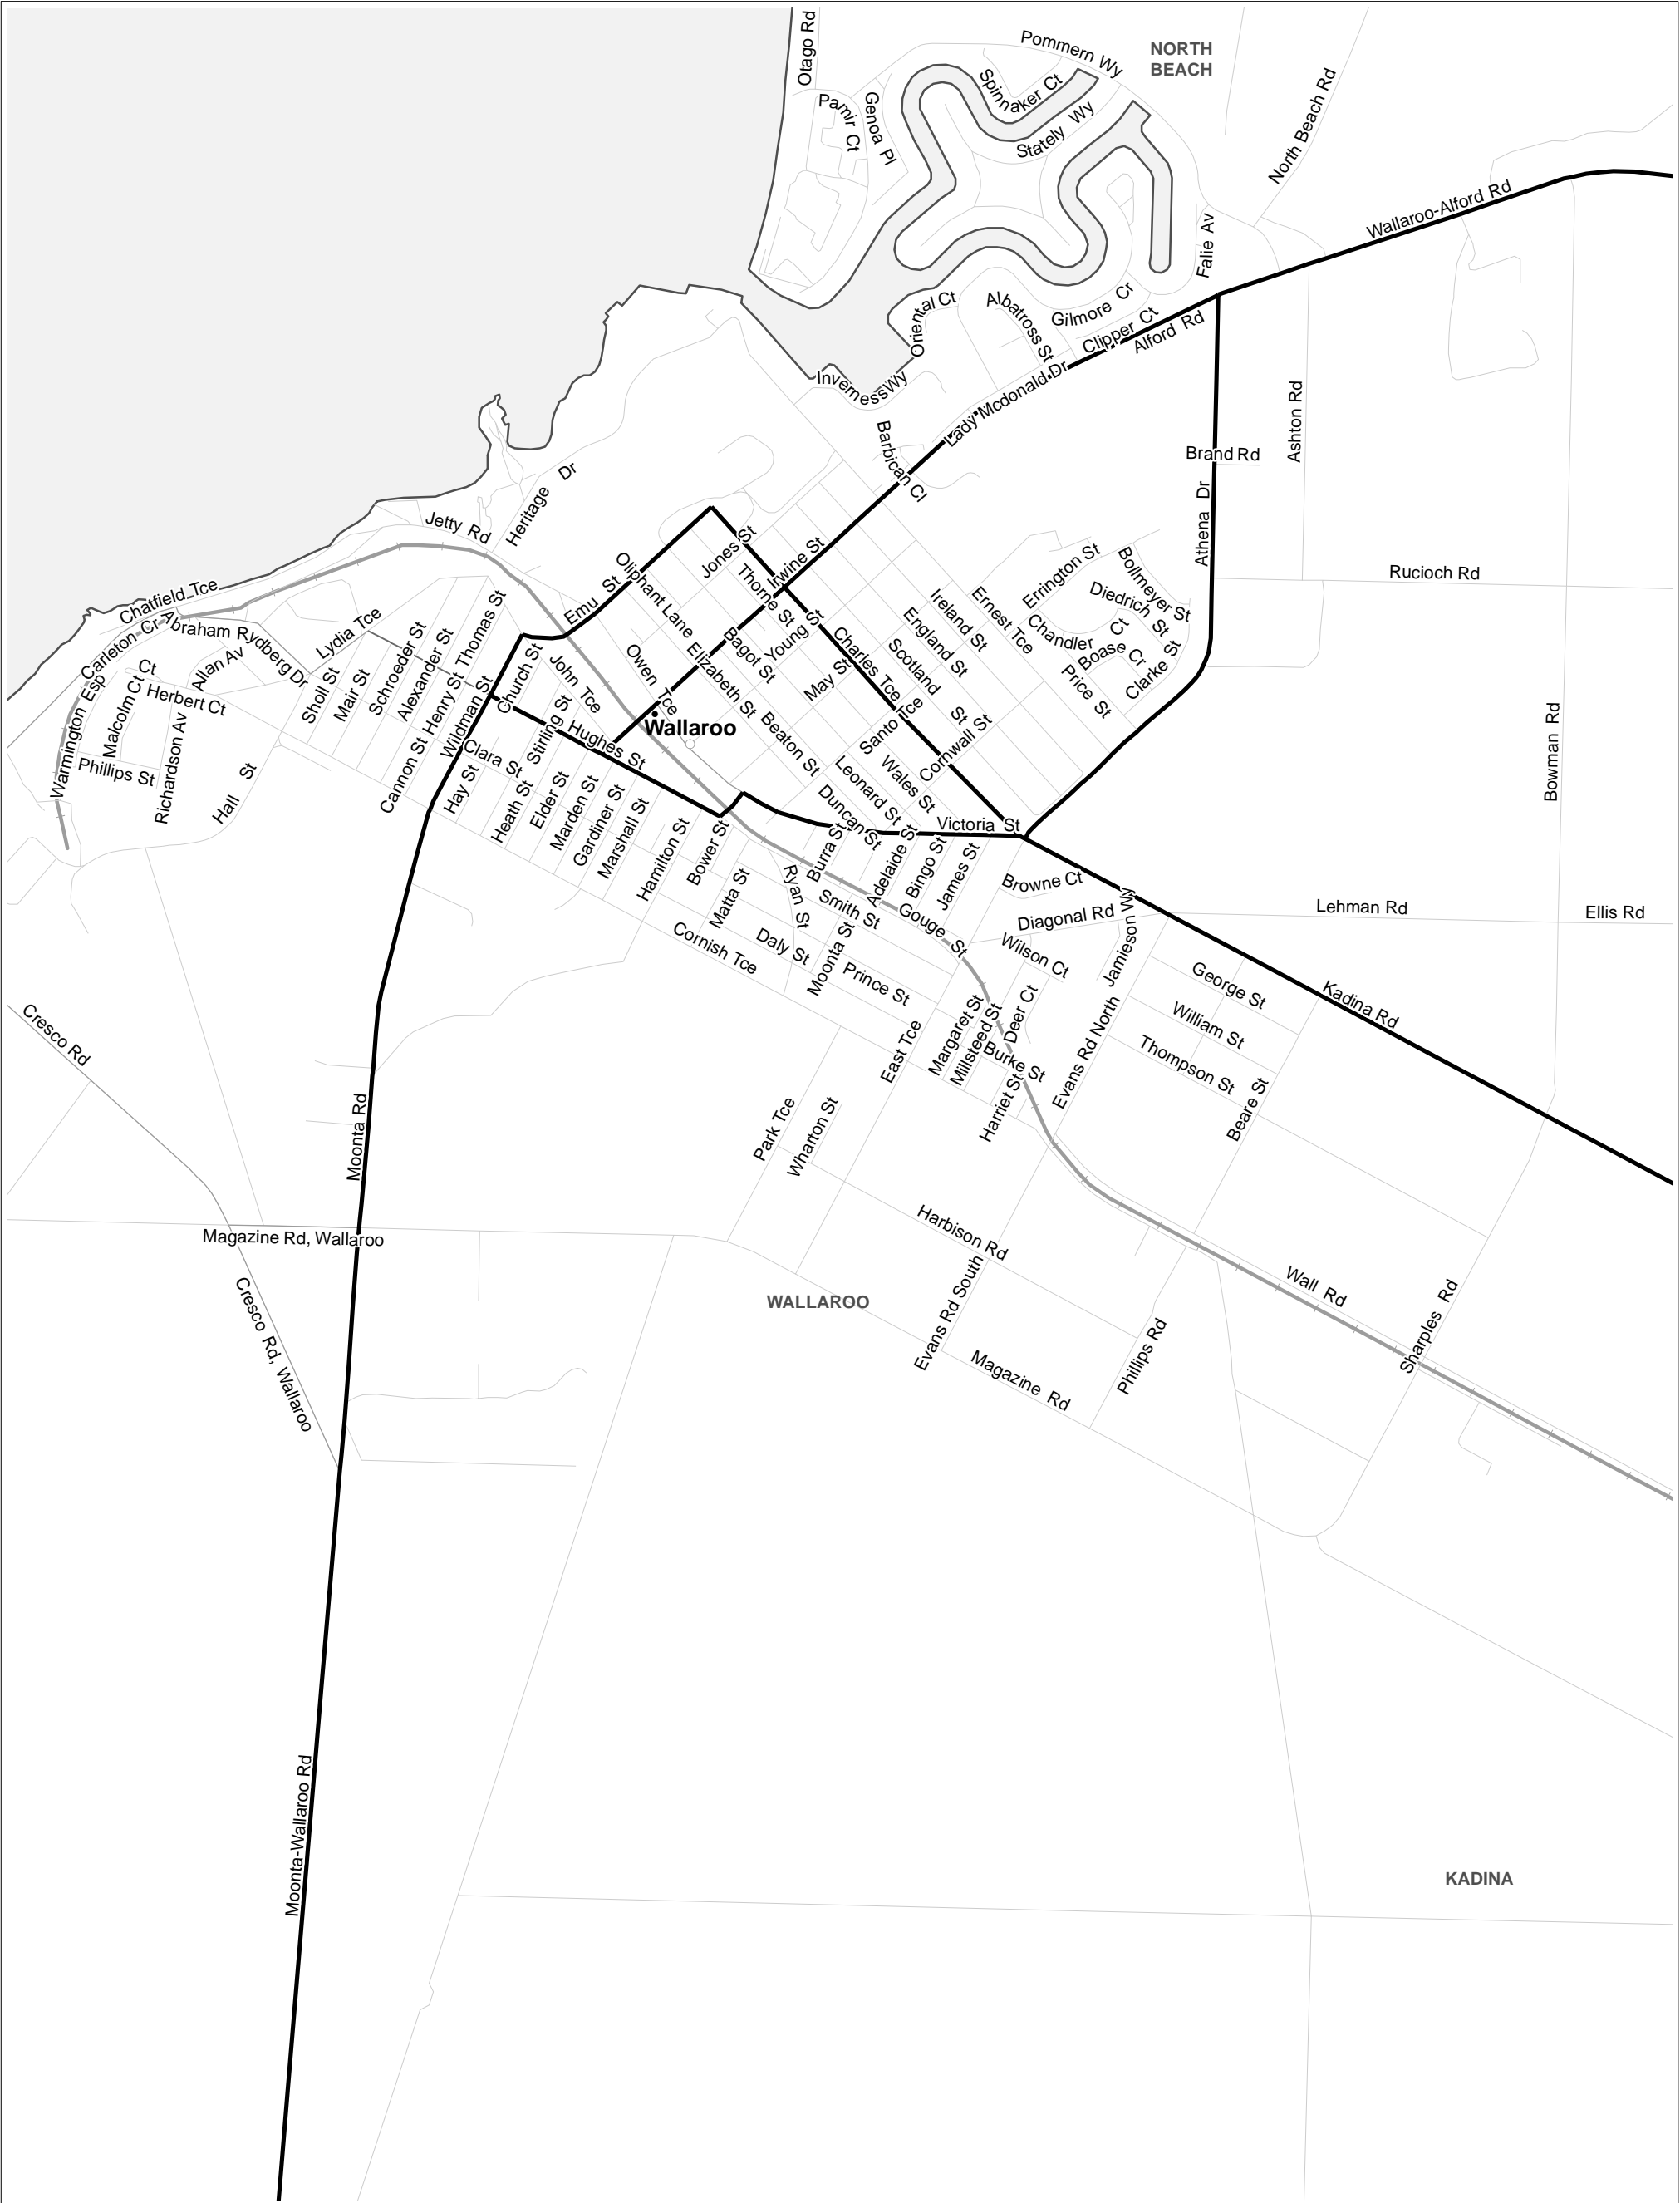 Otago Rd
Pommern Wy
NORTH
BEACH
Spinnaker Ct
Pamir Ct
Genoa Pl
Stately Wy
North Beach Rd
Wallaroo-Alford Rd
Falie Av
Oriental Ct
Albatross St
Gilmore Cr
Clipper Ct
Alford Rd
Inverness Wy
Lady Mcdonald Dr
Barbican Cl
Ashton Rd
Brand Rd
Athena Dr
Heritage Dr
Jetty Rd
Jones St
Irwine St
Thorne St
Oliphant Lane
Emu St
Chatfield Tce
Carleton Cr
Abraham Rydberg Dr
Lydia Tce
Errington St
Bollmeyer St
Diedrich St
Rucioch Rd
Ireland St
Ernest Tce
England St
Scotland St
Chandler Ct
Boase Cr
Clarke St
Price St
Charles Tce
Young St
Bagot St
May St
Elizabeth St
Owen Tce
John Tce
Church St
Thomas St
Henry St
Alexander St
Schroeder St
Mair St
Sholl St
Allan Av
Herbert Ct
Malcolm Ct
Ct
Warmington Esp
Phillips St
Richardson Av
Hall St
Cannon St
Wildman St
Clara St
Hay St
Stirling St
Hughes St
Wallaroo
Beaton St
Santo Tce
Cornwall St
Wales St
Leonard St
Duncan St
Victoria St
Heath St
Elder St
Marden St
Gardiner St
Marshall St
Hamilton St
Bower St
Matta St
Ryan St
Burra St
Adelaide St
Bingo St
James St
Smith St
Gouge St
Browne Ct
Diagonal Rd
Jamieson Wy
Lehman Rd
Ellis Rd
Bowman Rd
Cornish Tce
Daly St
Moonta St
Prince St
Wilson Ct
George St
William St
Thompson St
Kadina Rd
Deer Ct
Margaret St
Millsteed St
Burke St
Harriet St
Evans Rd North
East Tce
Beare St
Park Tce
Wharton St
Cresco Rd
Moonta Rd
Magazine Rd, Wallaroo
Cresco Rd, Wallaroo
Harbison Rd
WALLAROO
Evans Rd South
Magazine Rd
Phillips Rd
Wall Rd
Sharples Rd
Moonta-Wallaroo Rd
KADINA